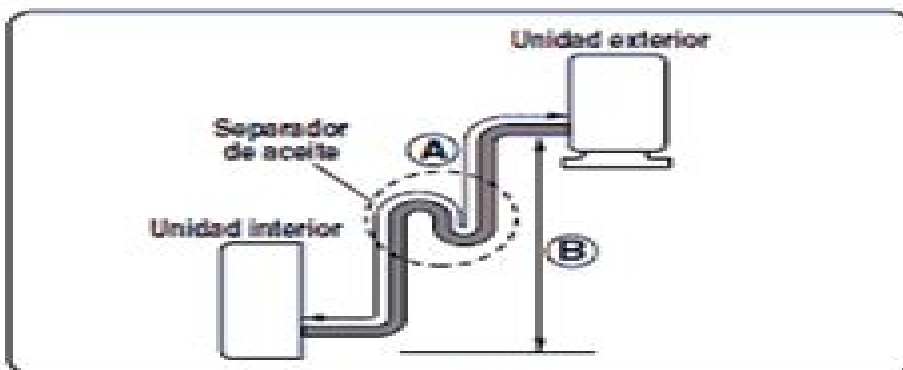 Unidad exterior
Separador
de aceite
A
Unidad interior
B